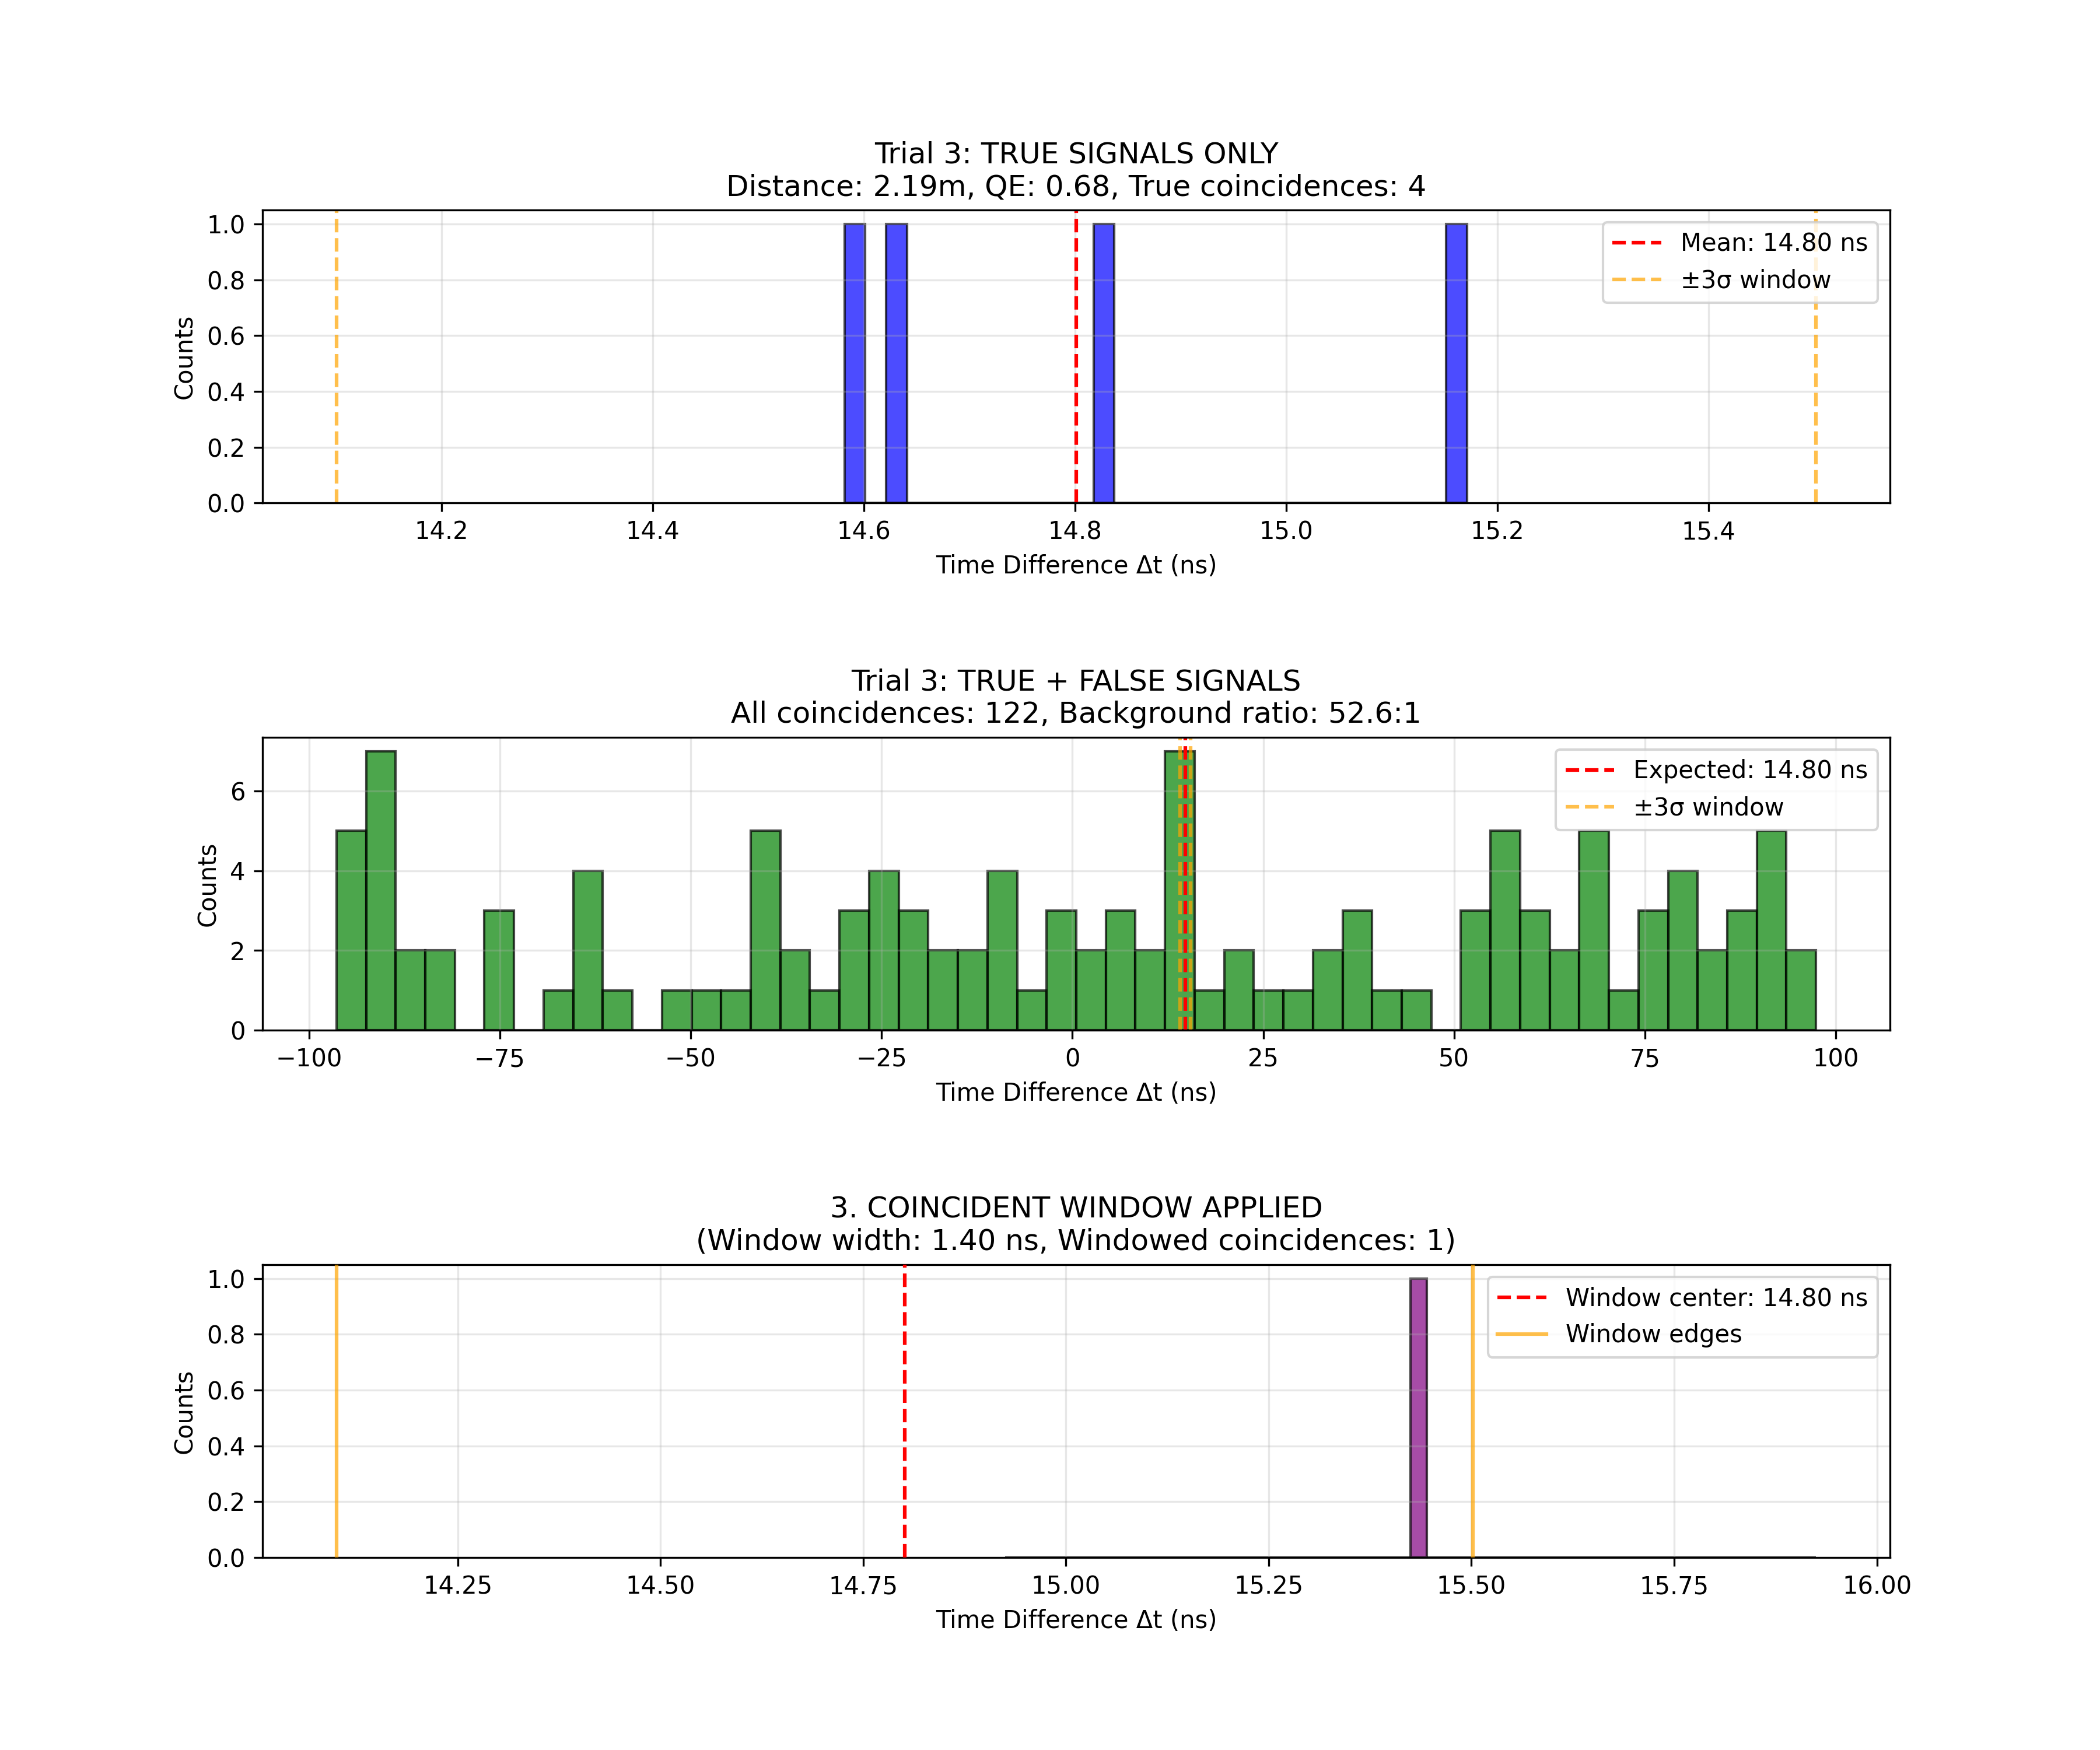 Trial 3: TRUE SIGNALS ONLY
Distance: 2.19m, QE: 0.68, True coincidences: 4
Counts
1.0
0.8
0.6
0.4
0.2
0.0
Mean: 14.80 ns
±3σ window
14.2 14.4 14.6 14.8 15.0 15.2 15.4
Time Difference Δt (ns)
Trial 3: TRUE + FALSE SIGNALS
All coincidences: 122, Background ratio: 52.6:1
Counts
6
4
2
0
Expected: 14.80 ns
±3σ window
−100 −75 −50 −25 0 25 50 75 100
Time Difference Δt (ns)
3. COINCIDENT WINDOW APPLIED
(Window width: 1.40 ns, Windowed coincidences: 1)
Counts
1.0
0.8
0.6
0.4
0.2
0.0
Window center: 14.80 ns
Window edges
14.25 14.50 14.75 15.00 15.25 15.50 15.75 16.00
Time Difference Δt (ns)